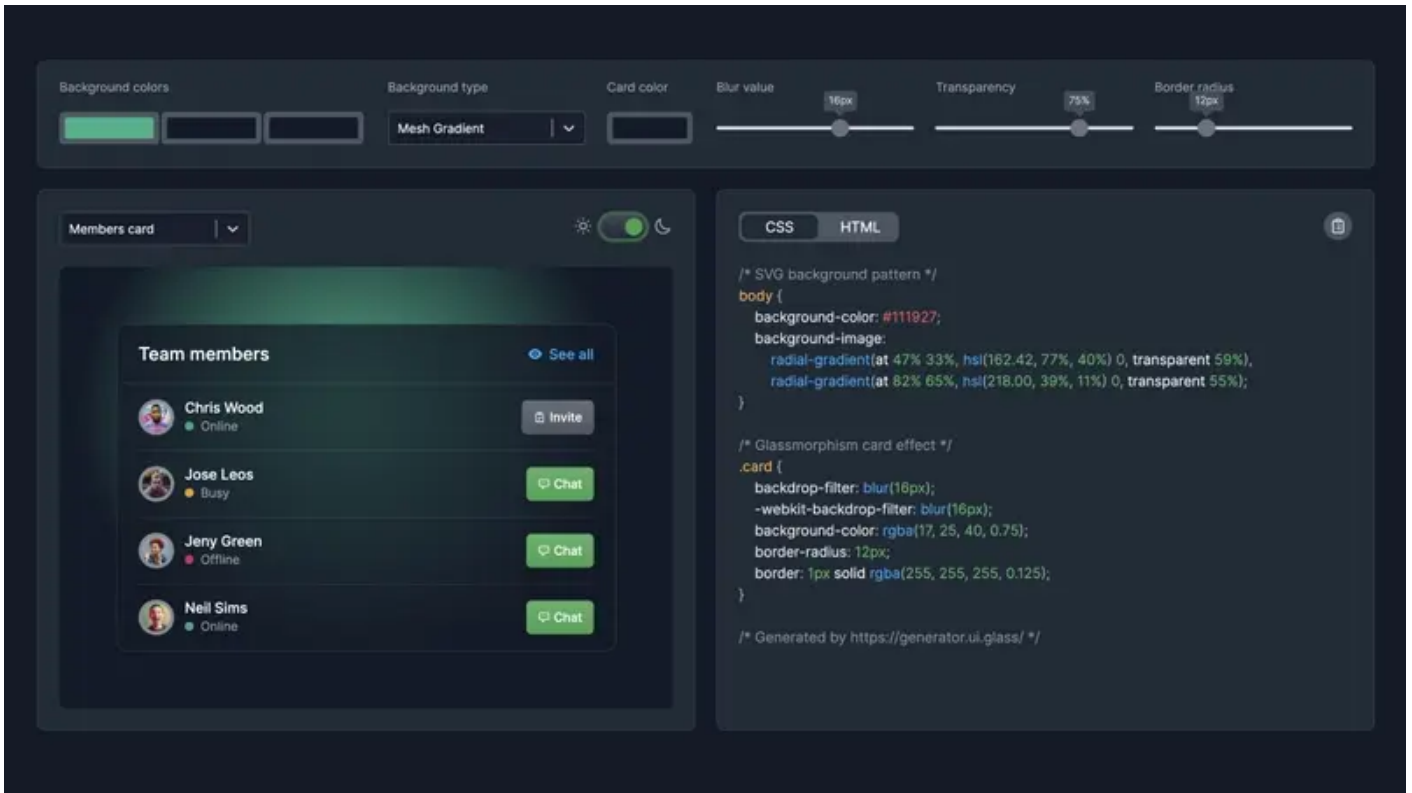 Background colors
Background type
Card color
Blur value
Transparency
Border radius
16px
75%
12px
Mesh Gradient
Members card
Team members
See all
Chris Wood
Online
Invite
Jose Leos
Busy
Chat
Jeny Green
Offline
Chat
Neil Sims
Online
Chat
CSS HTML
/* SVG background pattern */
body {
background-color: #111927;
background-image:
radial-gradient(at 47% 33%, hsl(162.42, 77%, 40%) 0, transparent 59%),
radial-gradient(at 82% 65%, hsl(218.00, 39%, 11%) 0, transparent 55%);
}
/* Glassmorphism card effect */
.card {
backdrop-filter: blur(16px);
-webkit-backdrop-filter: blur(16px);
background-color: rgba(17, 25, 40, 0.75);
border-radius: 12px;
border: 1px solid rgba(255, 255, 255, 0.125);
}
/* Generated by https://generator.ui.glass/ */